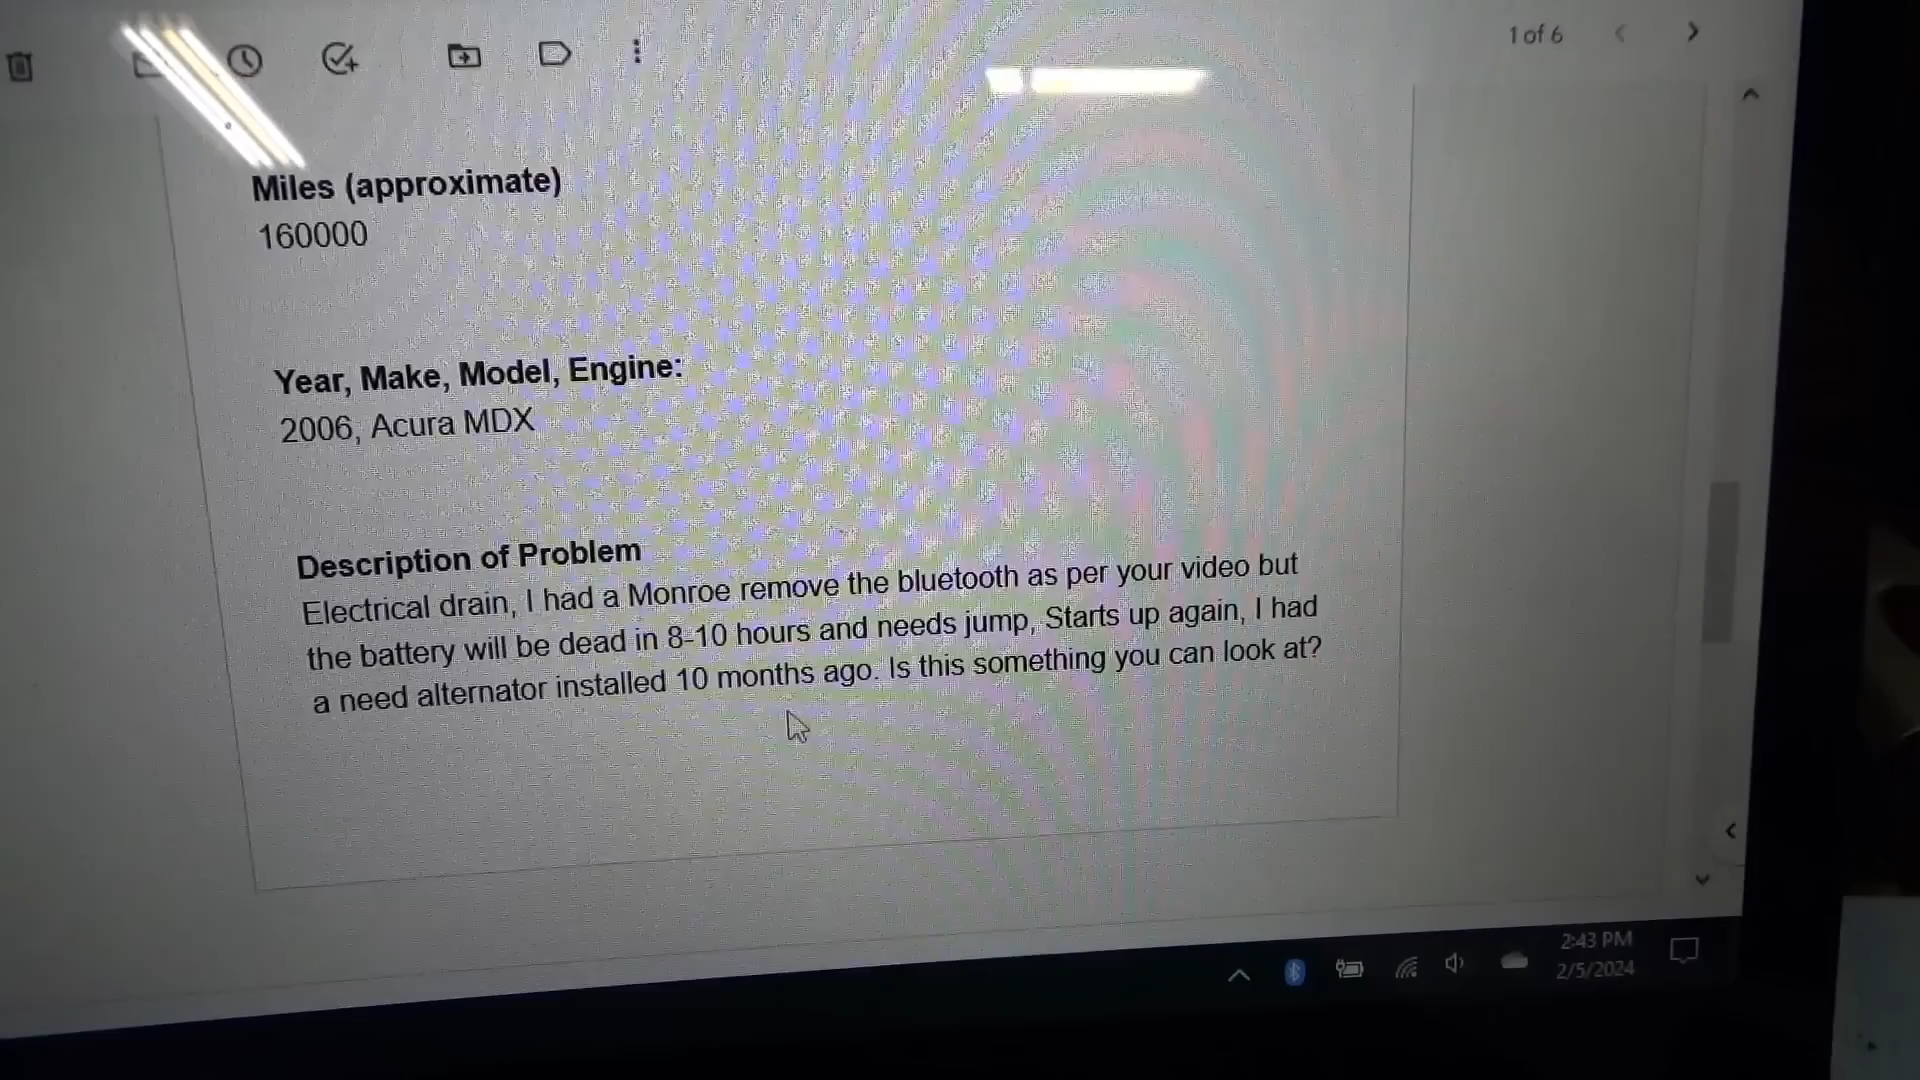 1 of 6
Miles (approximate)
160000
Year, Make, Model, Engine:
2006, Acura MDX
Description of Problem
Electrical drain, I had a Monroe remove the bluetooth as per your video but
the battery will be dead in 8-10 hours and needs jump, Starts up again, I had
a need alternator installed 10 months ago. Is this something you can look at?
2:43 PM
2/5/2024